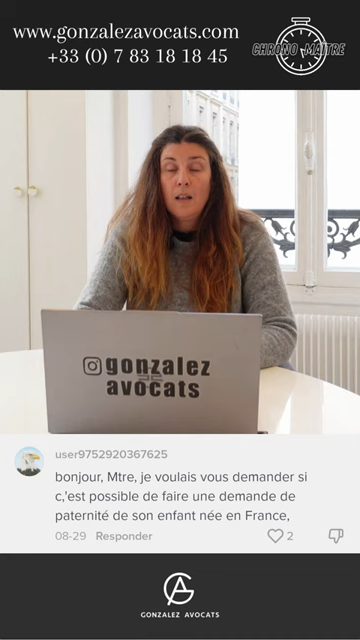 www.gonzalezavocats.com
+33 (0) 7 83 18 18 45
CHRONO MAITRE
gonzalez
avocats
user9752920367625
bonjour, Mtre, je voulais vous demander si
c,'est possible de faire une demande de
paternité de son enfant née en France,
08-29 Responder 2
GONZALEZ AVOCATS